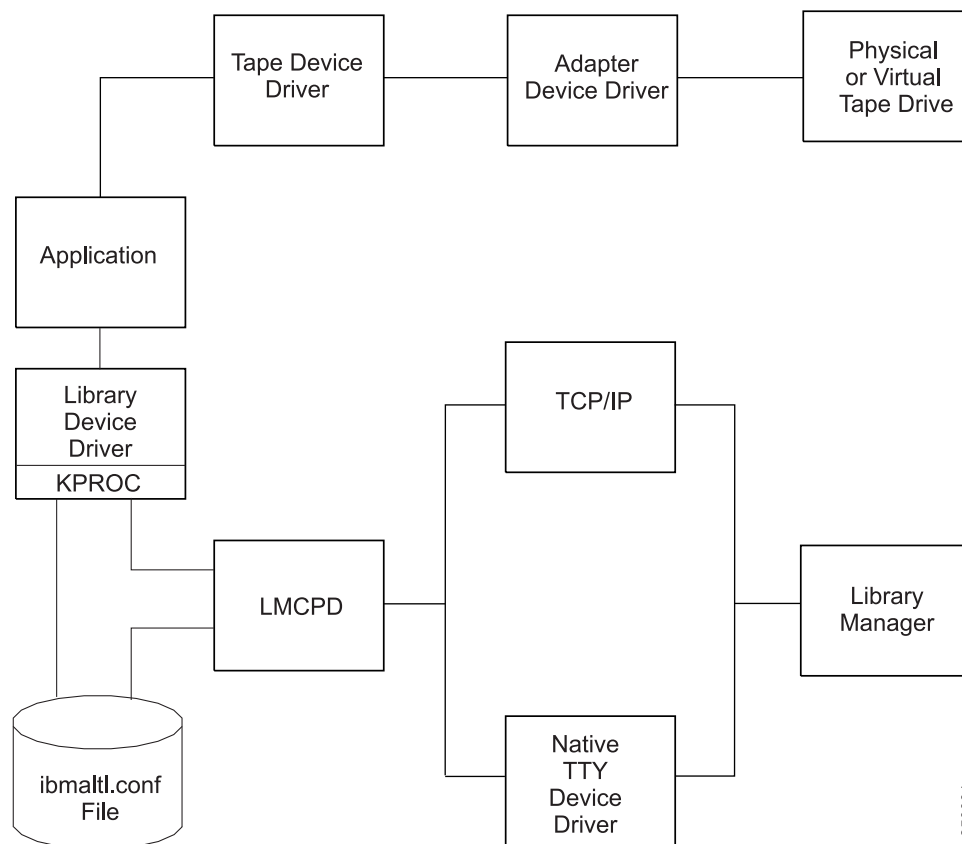 Tape Device
Driver
Adapter
Device Driver
Physical
or Virtual
Tape Drive
Application
Library
Device
Driver
KPROC
TCP/IP
LMCPD
Library
Manager
ibmaltl.conf
File
Native
TTY
Device
Driver